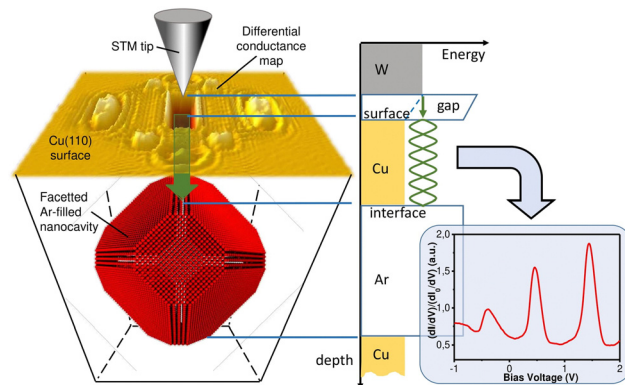 STM tip
Differential
conductance
map
Cu(110)
surface
Facetted
Ar-filled
nanocavity
Energy
W
surface
gap
Cu
interface
Ar
Cu
depth
(dI/dV)/(dI₀/dV) (a.u.)
2,0
1,5
1,0
0,5
-1
0
1
2
Bias Voltage (V)